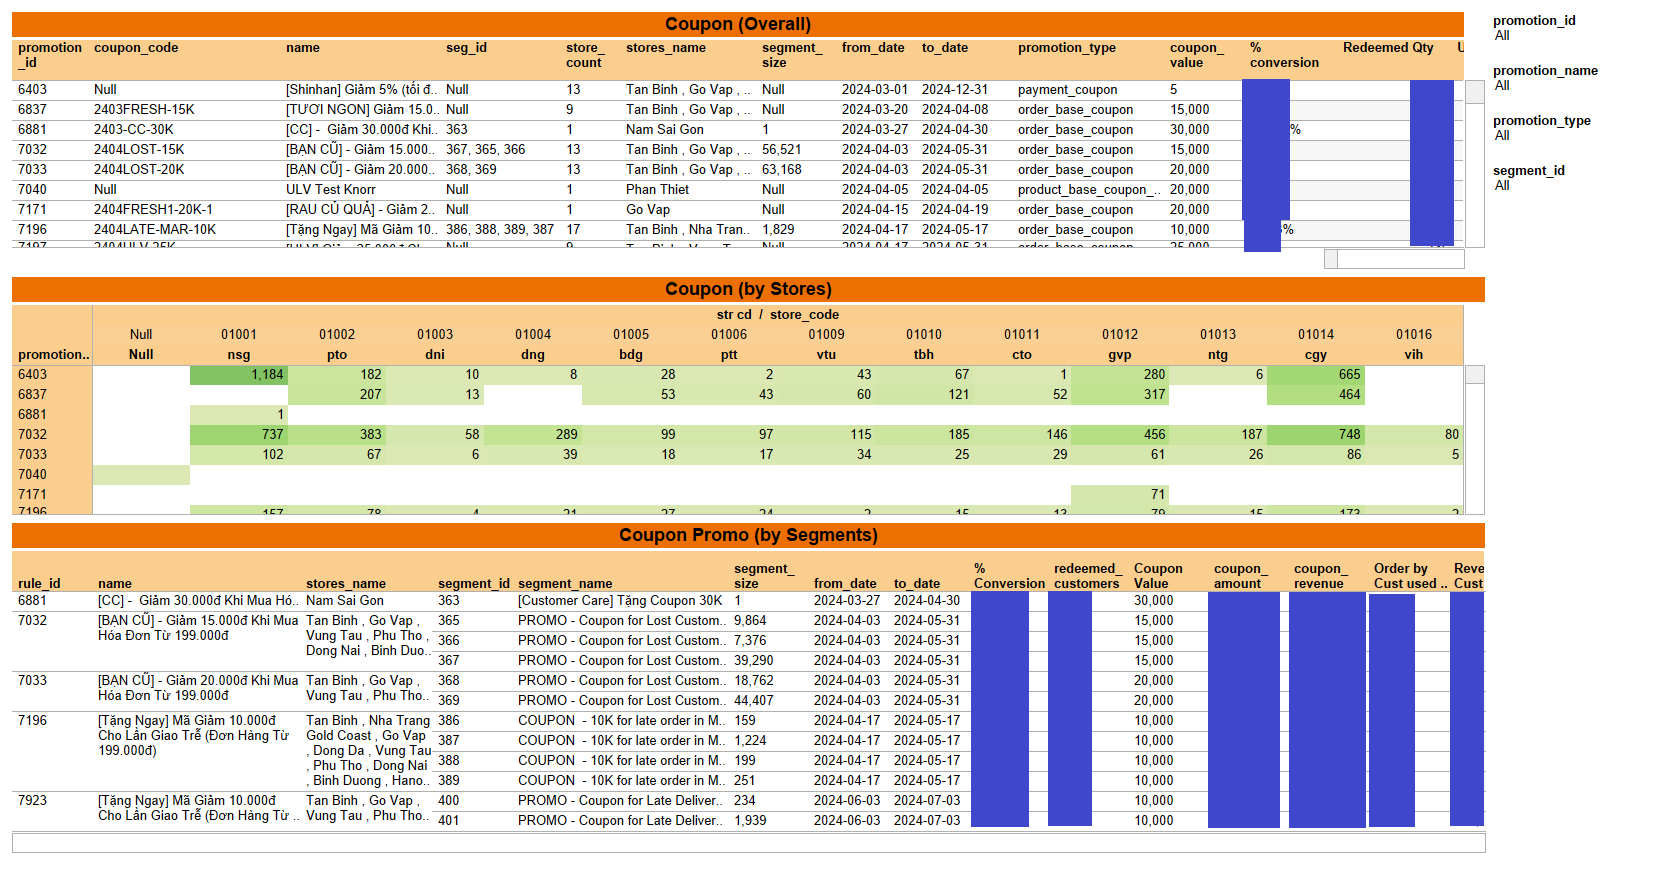 Coupon (Overall)
promotion_id coupon_code name seg_id store_count stores_name segment_size from_date to_date promotion_type coupon_value % conversion Redeemed Qty
6403 Null [Shinhan] Giảm 5% (tối đ.. Null 13 Tan Binh , Go Vap , .. Null 2024-03-01 2024-12-31 payment_coupon 5
6837 2403FRESH-15K [TƯƠI NGON] Giảm 15.0.. Null 9 Tan Binh , Go Vap , .. Null 2024-03-20 2024-04-08 order_base_coupon 15,000
6881 2403-CC-30K [CC] - Giảm 30.000đ Khi.. 363 1 Nam Sai Gon 1 2024-03-27 2024-04-30 order_base_coupon 30,000 %
7032 2404LOST-15K [BẠN CŨ] - Giảm 15.000.. 367, 365, 366 13 Tan Binh , Go Vap , .. 56,521 2024-04-03 2024-05-31 order_base_coupon 15,000
7033 2404LOST-20K [BẠN CŨ] - Giảm 20.000.. 368, 369 13 Tan Binh , Go Vap , .. 63,168 2024-04-03 2024-05-31 order_base_coupon 20,000
7040 Null ULV Test Knorr Null 1 Phan Thiet Null 2024-04-05 2024-04-05 product_base_coupon_.. 20,000
7171 2404FRESH1-20K-1 [RAU CỦ QUẢ] - Giảm 2.. Null 1 Go Vap Null 2024-04-15 2024-04-19 order_base_coupon 20,000
7196 2404LATE-MAR-10K [Tặng Ngay] Mã Giảm 10.. 386, 388, 389, 387 17 Tan Binh , Nha Tran.. 1,829 2024-04-17 2024-05-17 order_base_coupon 10,000 %
promotion_id
All
promotion_name
All
promotion_type
All
segment_id
All
Coupon (by Stores)
str cd / store_code
Null 01001 01002 01003 01004 01005 01006 01009 01010 01011 01012 01013 01014 01016
promotion.. Null nsg pto dni dng bdg ptt vtu tbh cto gvp ntg cgy vih
6403 1,184 182 10 8 28 2 43 67 1 280 6 665
6837 207 13 53 43 60 121 52 317 464
6881 1
7032 737 383 58 289 99 97 115 185 146 456 187 748 80
7033 102 67 6 39 18 17 34 25 29 61 26 86 5
7040
7171 71
7196
Coupon Promo (by Segments)
rule_id name stores_name segment_id segment_name segment_size from_date to_date % Conversion redeemed_customers Coupon Value coupon_amount coupon_revenue Order by Cust used .. Reve Cust
6881 [CC] - Giảm 30.000đ Khi Mua Hó.. Nam Sai Gon 363 [Customer Care] Tặng Coupon 30K 1 2024-03-27 2024-04-30 30,000
7032 [BẠN CŨ] - Giảm 15.000đ Khi Mua Tan Binh , Go Vap , 365 PROMO - Coupon for Lost Custom.. 9,864 2024-04-03 2024-05-31 15,000
Hóa Đơn Từ 199.000đ Vung Tau , Phu Tho , 366 PROMO - Coupon for Lost Custom.. 7,376 2024-04-03 2024-05-31 15,000
Dong Nai , Binh Duo.. 367 PROMO - Coupon for Lost Custom.. 39,290 2024-04-03 2024-05-31 15,000
7033 [BẠN CŨ] - Giảm 20.000đ Khi Mua Tan Binh , Go Vap , 368 PROMO - Coupon for Lost Custom.. 18,762 2024-04-03 2024-05-31 20,000
Hóa Đơn Từ 199.000đ Vung Tau , Phu Tho.. 369 PROMO - Coupon for Lost Custom.. 44,407 2024-04-03 2024-05-31 20,000
7196 [Tặng Ngay] Mã Giảm 10.000đ Tan Binh , Nha Trang 386 COUPON - 10K for late order in M.. 159 2024-04-17 2024-05-17 10,000
Cho Lần Giao Trễ (Đơn Hàng Từ Gold Coast , Go Vap 387 COUPON - 10K for late order in M.. 1,224 2024-04-17 2024-05-17 10,000
199.000đ) , Dong Da , Vung Tau
, Phu Tho , Dong Nai 388 COUPON - 10K for late order in M.. 199 2024-04-17 2024-05-17 10,000
, Binh Duong , Hano.. 389 COUPON - 10K for late order in M.. 251 2024-04-17 2024-05-17 10,000
7923 [Tặng Ngay] Mã Giảm 10.000đ Tan Binh , Go Vap , 400 PROMO - Coupon for Late Deliver.. 234 2024-06-03 2024-07-03 10,000
Cho Lần Giao Trễ (Đơn Hàng Từ .. Vung Tau , Phu Tho.. 401 PROMO - Coupon for Late Deliver.. 1,939 2024-06-03 2024-07-03 10,000